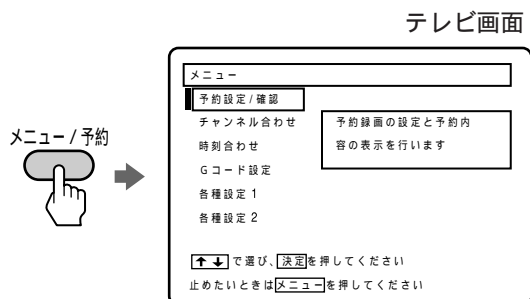 テレビ画面
メニュー
予約設定/確認
チャンネル合わせ
時刻合わせ
Gコード設定
各種設定1
各種設定2
予約録画の設定と予約内
容の表示を行います
メニュー/予約
↑↓で選び、決定を押してください
止めたいときはメニューを押してください